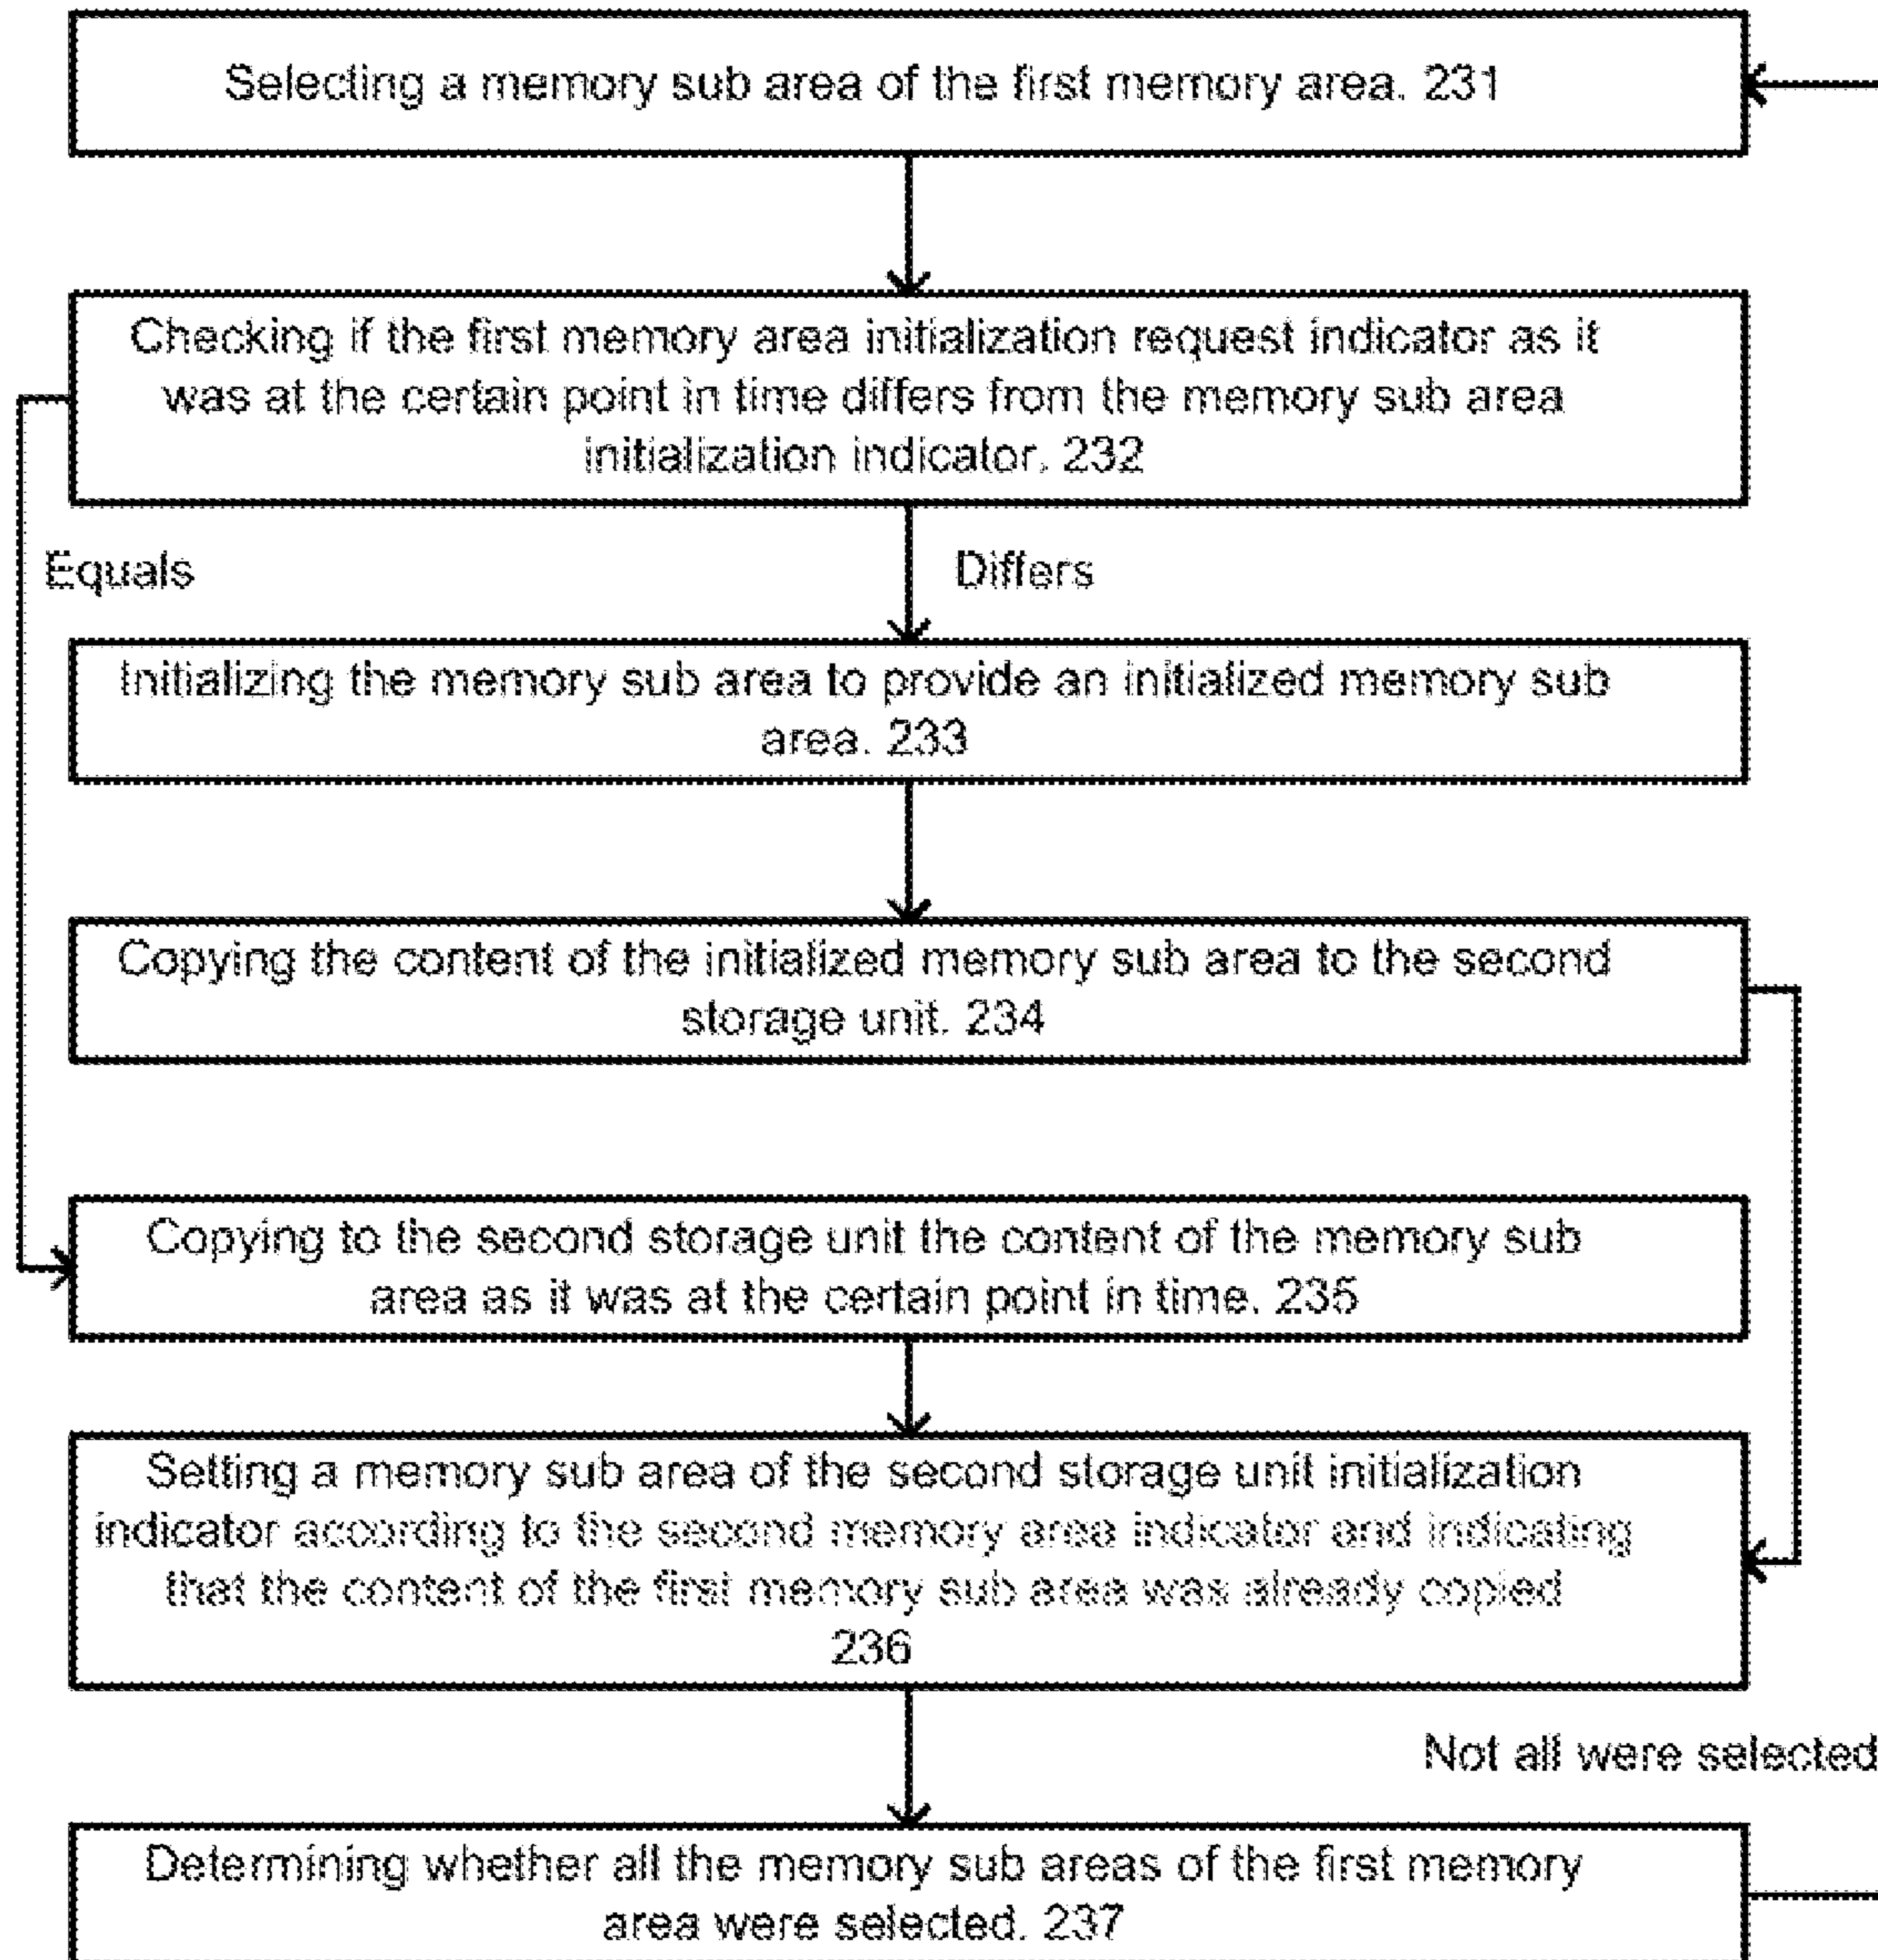 Selecting a memory sub area of the first memory area. 231
Checking if the first memory area initialization request indicator as it
was at the certain point in time differs from the memory sub area
initialization indicator. 232
Equals
Differs
Initializing the memory sub area to provide an initialized memory sub
area. 233
Copying the content of the initialized memory sub area to the second
storage unit. 234
Copying to the second storage unit the content of the memory sub
area as it was at the certain point in time. 235
Setting a memory sub area of the second storage unit initialization
indicator according to the second memory area indicator and indicating
that the content of the first memory sub area was already copied
236
Not all were selected
Determining whether all the memory sub areas of the first memory
area were selected. 237